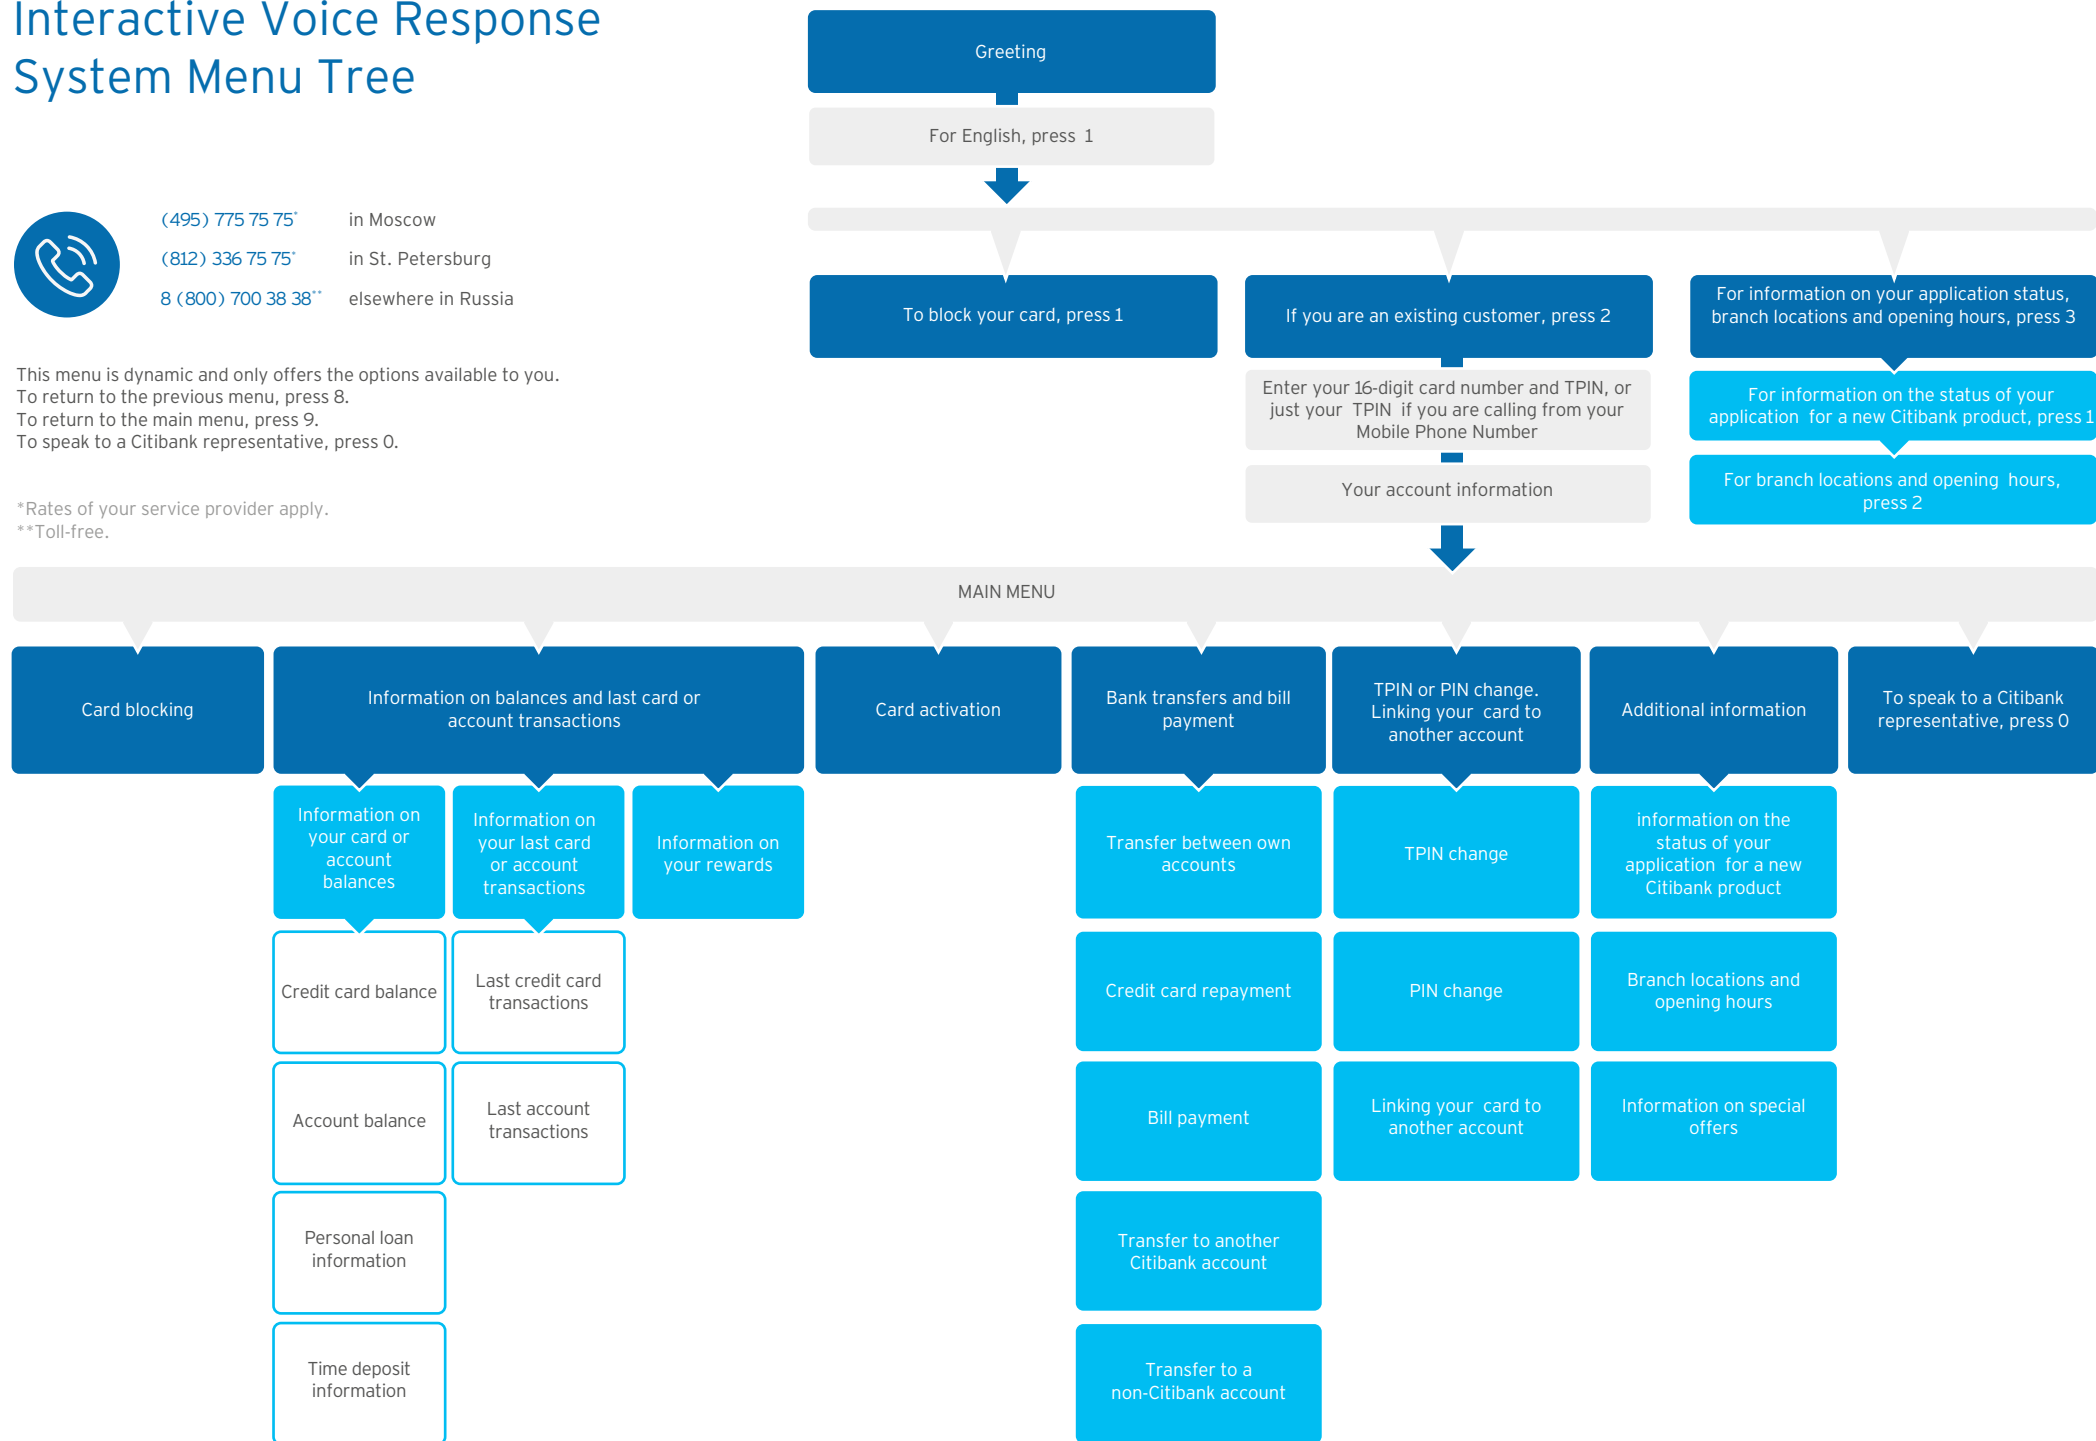 Interactive Voice Response
System Menu Tree
Greeting
For English, press 1
(495) 775 75 75* in Moscow
(812) 336 75 75* in St. Petersburg
8 (800) 700 38 38** elsewhere in Russia
This menu is dynamic and only offers the options available to you.
To return to the previous menu, press 8.
To return to the main menu, press 9.
To speak to a Citibank representative, press 0.
*Rates of your service provider apply.
**Toll-free.
To block your card, press 1
If you are an existing customer, press 2
Enter your 16-digit card number and TPIN, or
just your TPIN if you are calling from your
Mobile Phone Number
Your account information
For information on your application status,
branch locations and opening hours, press 3
For information on the status of your
application for a new Citibank product, press 1
For branch locations and opening hours,
press 2
MAIN MENU
Card blocking
Information on balances and last card or
account transactions
Information on
your card or
account
balances
Credit card balance
Account balance
Personal loan
information
Time deposit
information
Information on
your last card
or account
transactions
Last credit card
transactions
Last account
transactions
Information on
your rewards
Card activation
Bank transfers and bill
payment
Transfer between own
accounts
Credit card repayment
Bill payment
Transfer to another
Citibank account
Transfer to a
non-Citibank account
TPIN or PIN change.
Linking your card to
another account
TPIN change
PIN change
Linking your card to
another account
Additional information
information on the
status of your
application for a new
Citibank product
Branch locations and
opening hours
Information on special
offers
To speak to a Citibank
representative, press 0